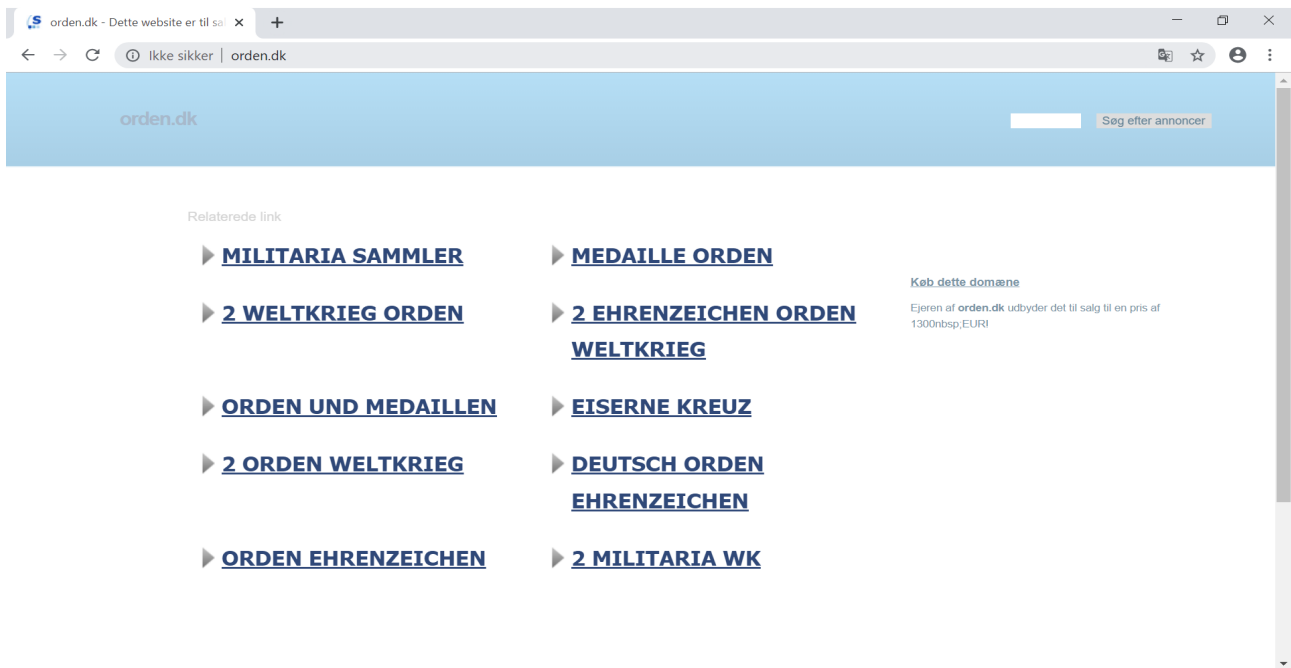 orden.dk - Dette website er til sal
Ikke sikker | orden.dk
orden.dk
Søg efter annoncer
Relaterede link
MILITARIA SAMMLER
MEDAILLE ORDEN
2 WELTKRIEG ORDEN
2 EHRENZEICHEN ORDEN
WELTKRIEG
ORDEN UND MEDAILLEN
EISERNE KREUZ
2 ORDEN WELTKRIEG
DEUTSCH ORDEN
EHRENZEICHEN
ORDEN EHRENZEICHEN
2 MILITARIA WK
Køb dette domæne
Ejeren af orden.dk udbyder det til salg til en pris af
1300nbsp;EUR!